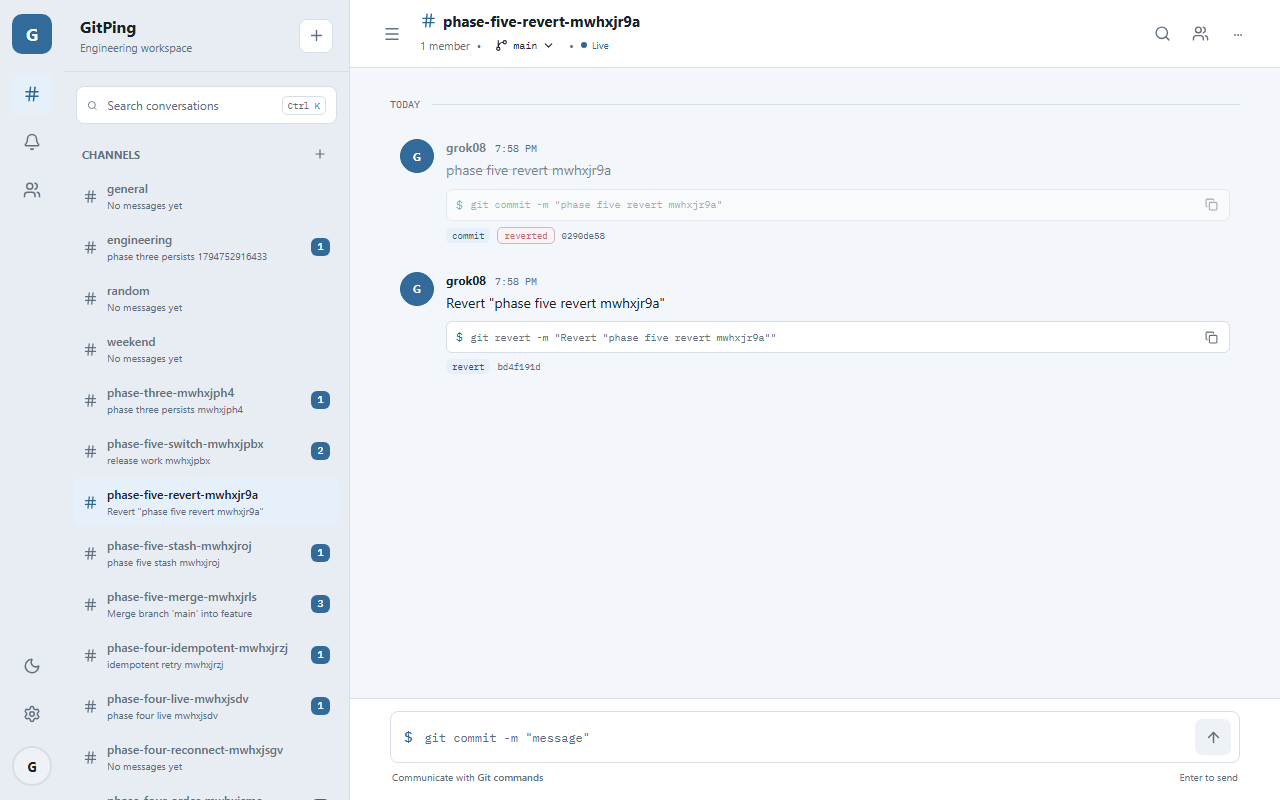 G
GitPing
Engineering workspace
Search conversations
Ctrl K
CHANNELS
general
No messages yet
engineering
phase three persists 1794752916433
1
random
No messages yet
weekend
No messages yet
phase-three-mwhxjph4
phase three persists mwhxjph4
1
phase-five-switch-mwhxjpbx
release work mwhxjpbx
2
phase-five-revert-mwhxjr9a
Revert "phase five revert mwhxjr9a"
phase-five-stash-mwhxjroj
phase five stash mwhxjroj
1
phase-five-merge-mwhxjrls
Merge branch 'main' into feature
3
phase-four-idempotent-mwhxjrzj
idempotent retry mwhxjrzj
1
phase-four-live-mwhxjsdv
phase four live mwhxjsdv
1
phase-four-reconnect-mwhxjsgv
No messages yet
G
# phase-five-revert-mwhxjr9a
1 member • main • Live
TODAY
G
grok08 7:58 PM
phase five revert mwhxjr9a
$ git commit -m "phase five revert mwhxjr9a"
commit reverted 0290de58
G
grok08 7:58 PM
Revert "phase five revert mwhxjr9a"
$ git revert -m "Revert "phase five revert mwhxjr9a""
revert bd4f191d
$ git commit -m "message"
Communicate with Git commands
Enter to send